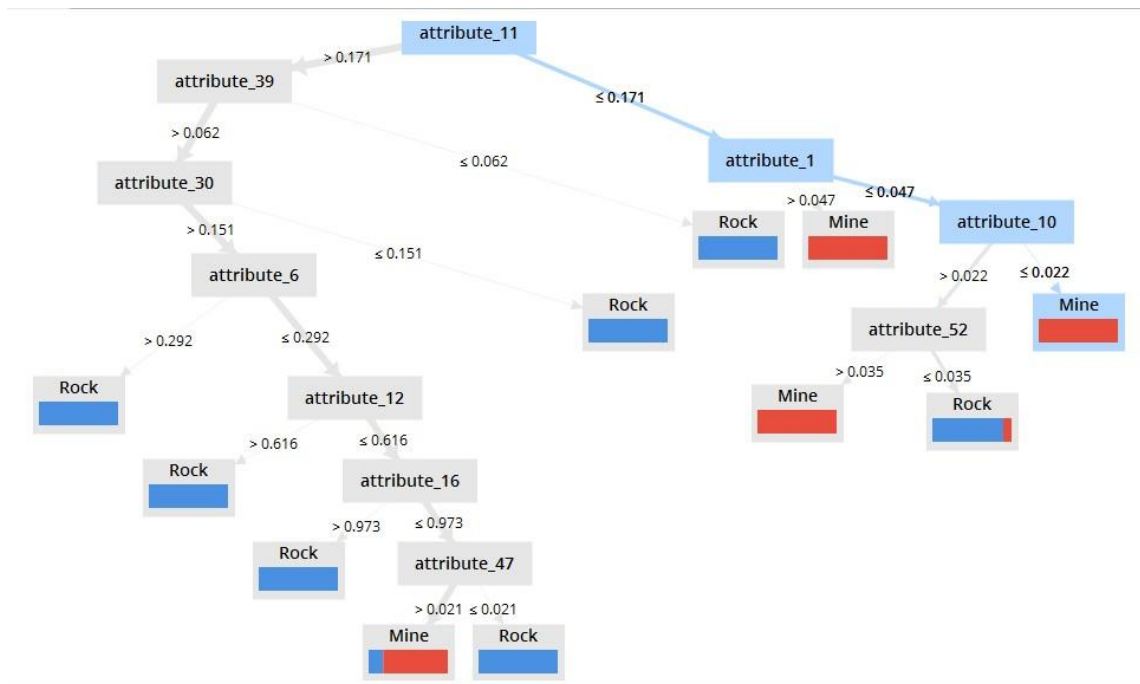 attribute_11
> 0.171
attribute_39
≤ 0.171
> 0.062
≤ 0.062
attribute_1
attribute_30
> 0.047
≤ 0.047
> 0.151
Rock
Mine
attribute_10
≤ 0.151
attribute_6
> 0.022
≤ 0.022
Rock
Mine
> 0.292
≤ 0.292
attribute_52
Rock
attribute_12
> 0.035
≤ 0.035
Mine
Rock
> 0.616
≤ 0.616
Rock
attribute_16
> 0.973
≤ 0.973
Rock
attribute_47
> 0.021
≤ 0.021
Mine
Rock